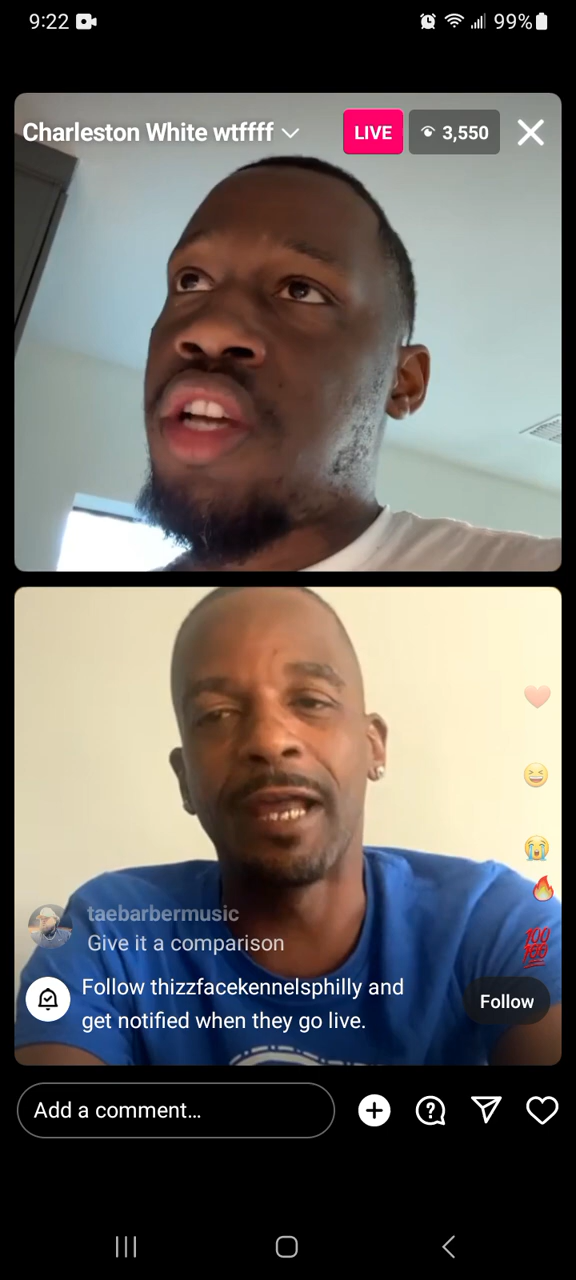 9:22 99%
Charleston White wtffff LIVE 3,550
taebarbermusic
Give it a comparison
Follow thizzfacekennelsphilly and
get notified when they go live.
Follow
Add a comment…